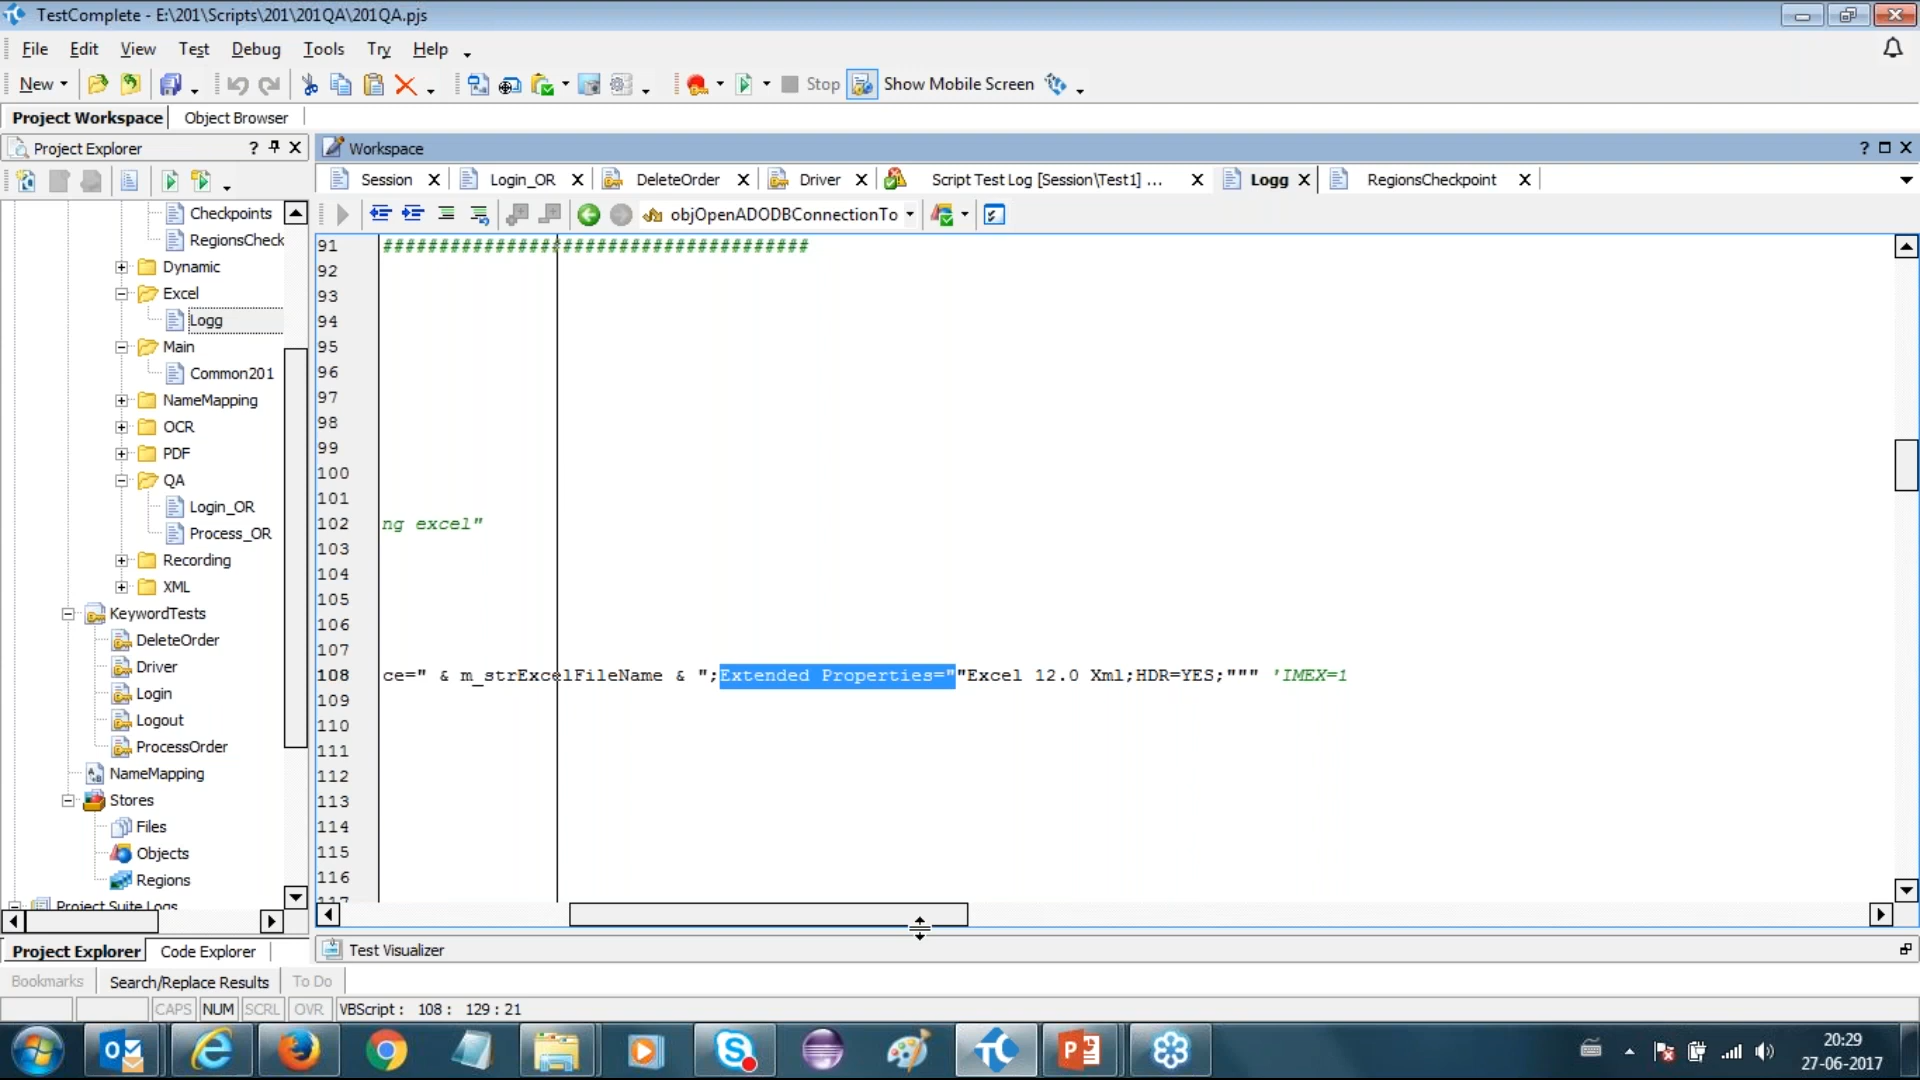 TestComplete - E:\201\Scripts\201\201QA\201QA.pjs
File Edit View Test Debug Tools Try Help
New Stop Show Mobile Screen
Project Workspace Object Browser
Project Explorer ?
Workspace ?
Session Login_OR DeleteOrder Driver Script Test Log [Session\Test1] ... Logg RegionsCheckpoint
objOpenADODBConnectionTo
Checkpoints
RegionsCheck
Dynamic
Excel
Logg
Main
Common201
NameMapping
OCR
PDF
QA
Login_OR
Process_OR
Recording
XML
KeywordTests
DeleteOrder
Driver
Login
Logout
ProcessOrder
NameMapping
Stores
Files
Objects
Regions
Project Suite Logs
91 ######################################
92
93
94
95
96
97
98
99
100
101
102 ng excel"
103
104
105
106
107
108 ce=" & m_strExcelFileName & ";Extended Properties=""Excel 12.0 Xml;HDR=YES;""" 'IMEX=1
109
110
111
112
113
114
115
116
117
Project Explorer Code Explorer
Test Visualizer
Bookmarks Search/Replace Results To Do
CAPS NUM SCRL OVR VBScript : 108 : 129 : 21
20:29
27-06-2017